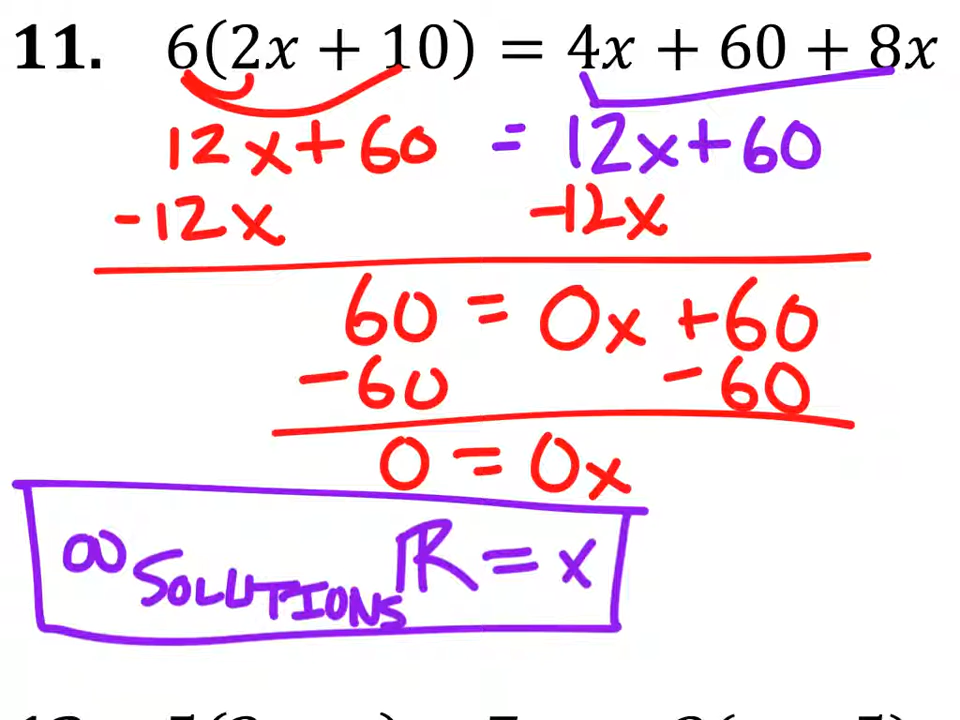 11. 6(2x + 10) = 4x + 60 + 8x
12x+60 = 12x+60
-12x -12x
60 = 0x +60
-60 -60
0 = 0x
∞ SOLUTIONS ℝ = x